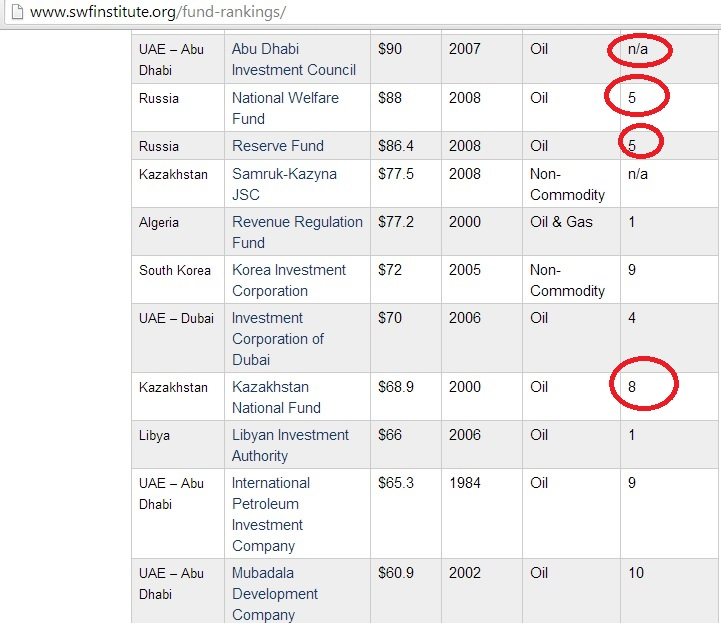 www.swfinstitute.org/fund-rankings/
UAE – Abu Dhabi Abu Dhabi Investment Council $90 2007 Oil n/a
Russia National Welfare Fund $88 2008 Oil 5
Russia Reserve Fund $86.4 2008 Oil 5
Kazakhstan Samruk-Kazyna JSC $77.5 2008 Non-Commodity n/a
Algeria Revenue Regulation Fund $77.2 2000 Oil & Gas 1
South Korea Korea Investment Corporation $72 2005 Non-Commodity 9
UAE – Dubai Investment Corporation of Dubai $70 2006 Oil 4
Kazakhstan Kazakhstan National Fund $68.9 2000 Oil 8
Libya Libyan Investment Authority $66 2006 Oil 1
UAE – Abu Dhabi International Petroleum Investment Company $65.3 1984 Oil 9
UAE – Abu Dhabi Mubadala Development Company $60.9 2002 Oil 10